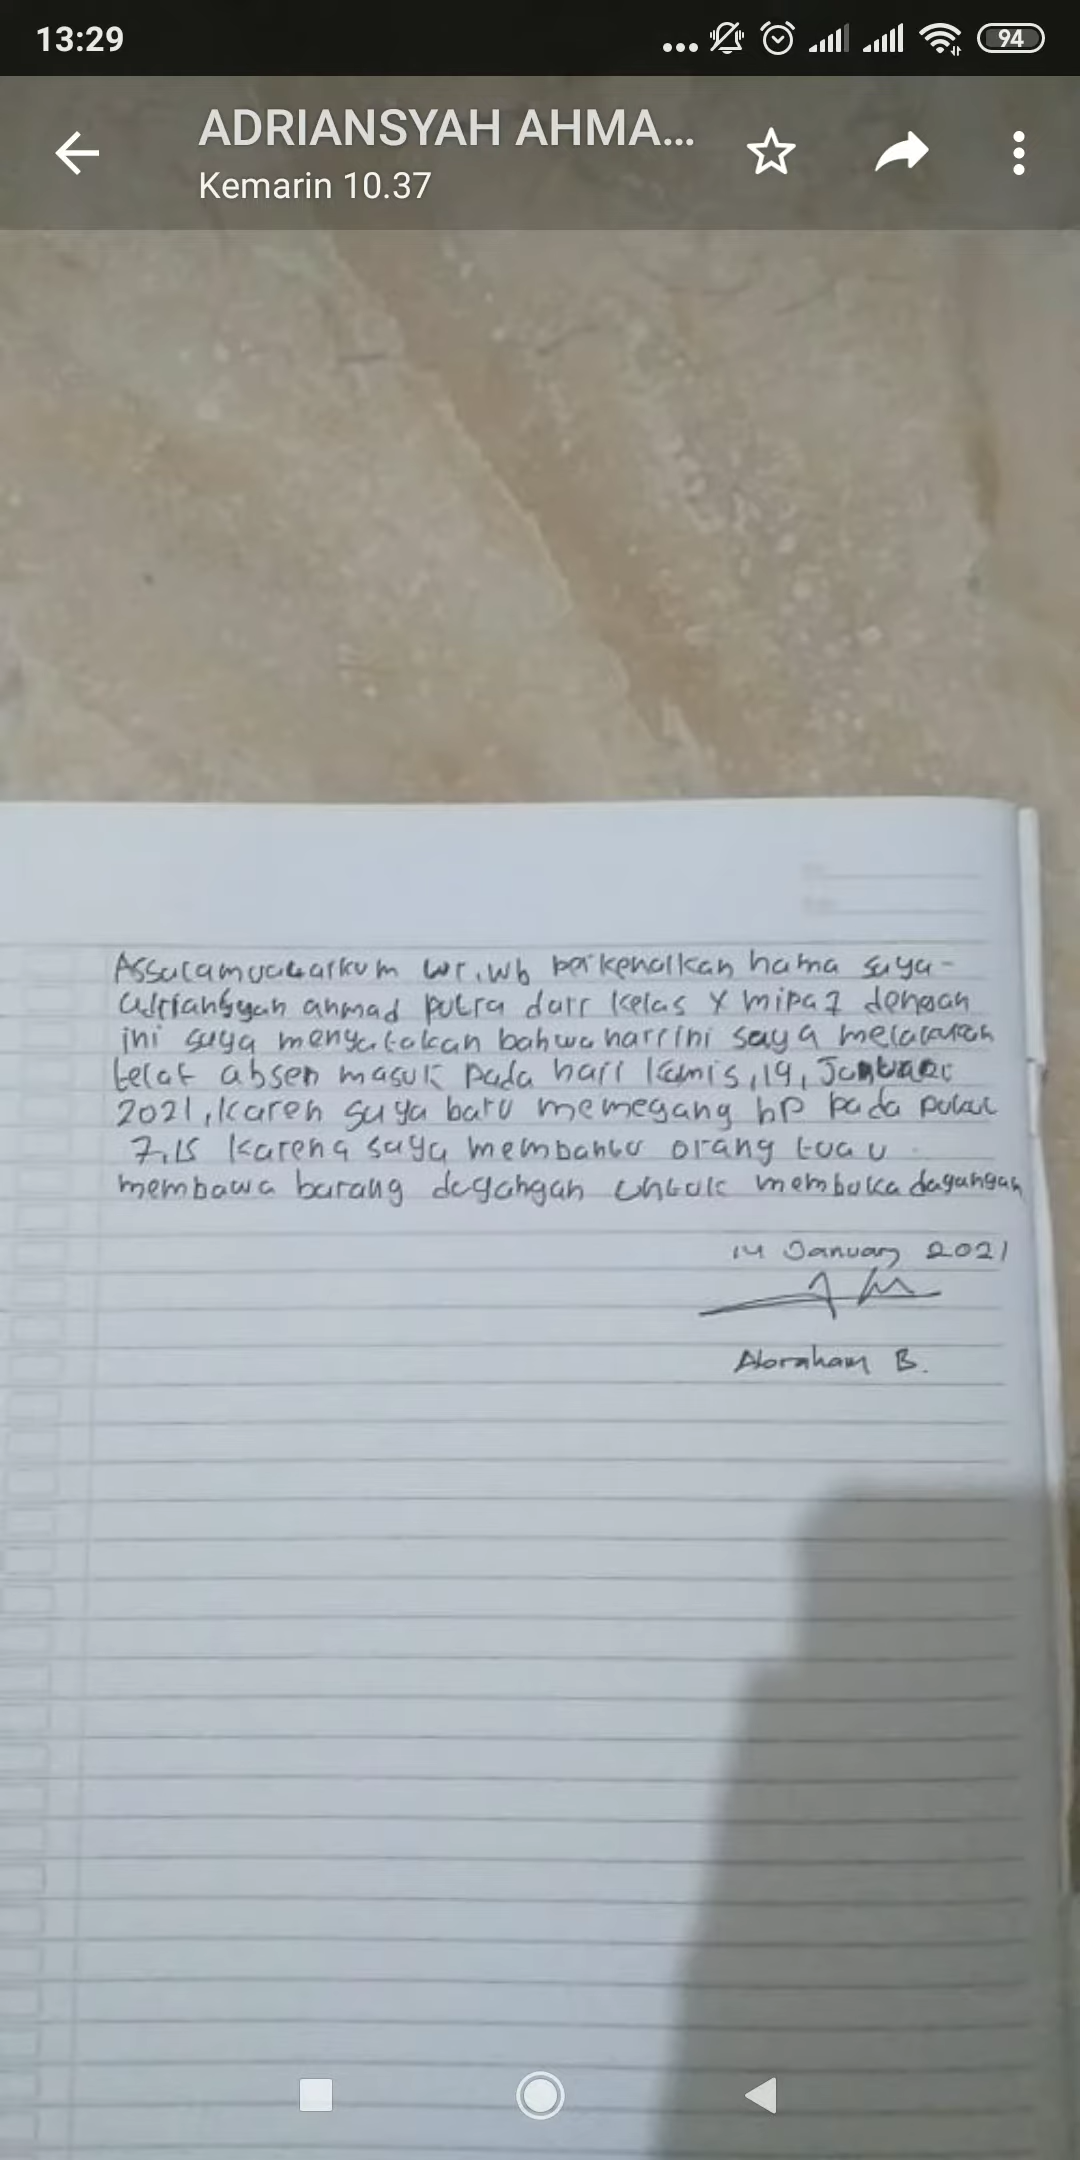 13:29
94
ADRIANSYAH AHMA...
Kemarin 10.37
Assalamualaikum wr.wb perkenalkan nama saya-
adriansyah ahmad putra dari kelas X mipa 7 dengan
ini saya menyatakan bahwa hari ini saya melakukan
telat absen masuk pada hari kamis, 19, Januari
2021, karen saya baru memegang hp pada pukul
7.15 karena saya membantu orang tua u
membawa barang dagangan untuk membuka dagangan
14 January 2021
Abraham B.